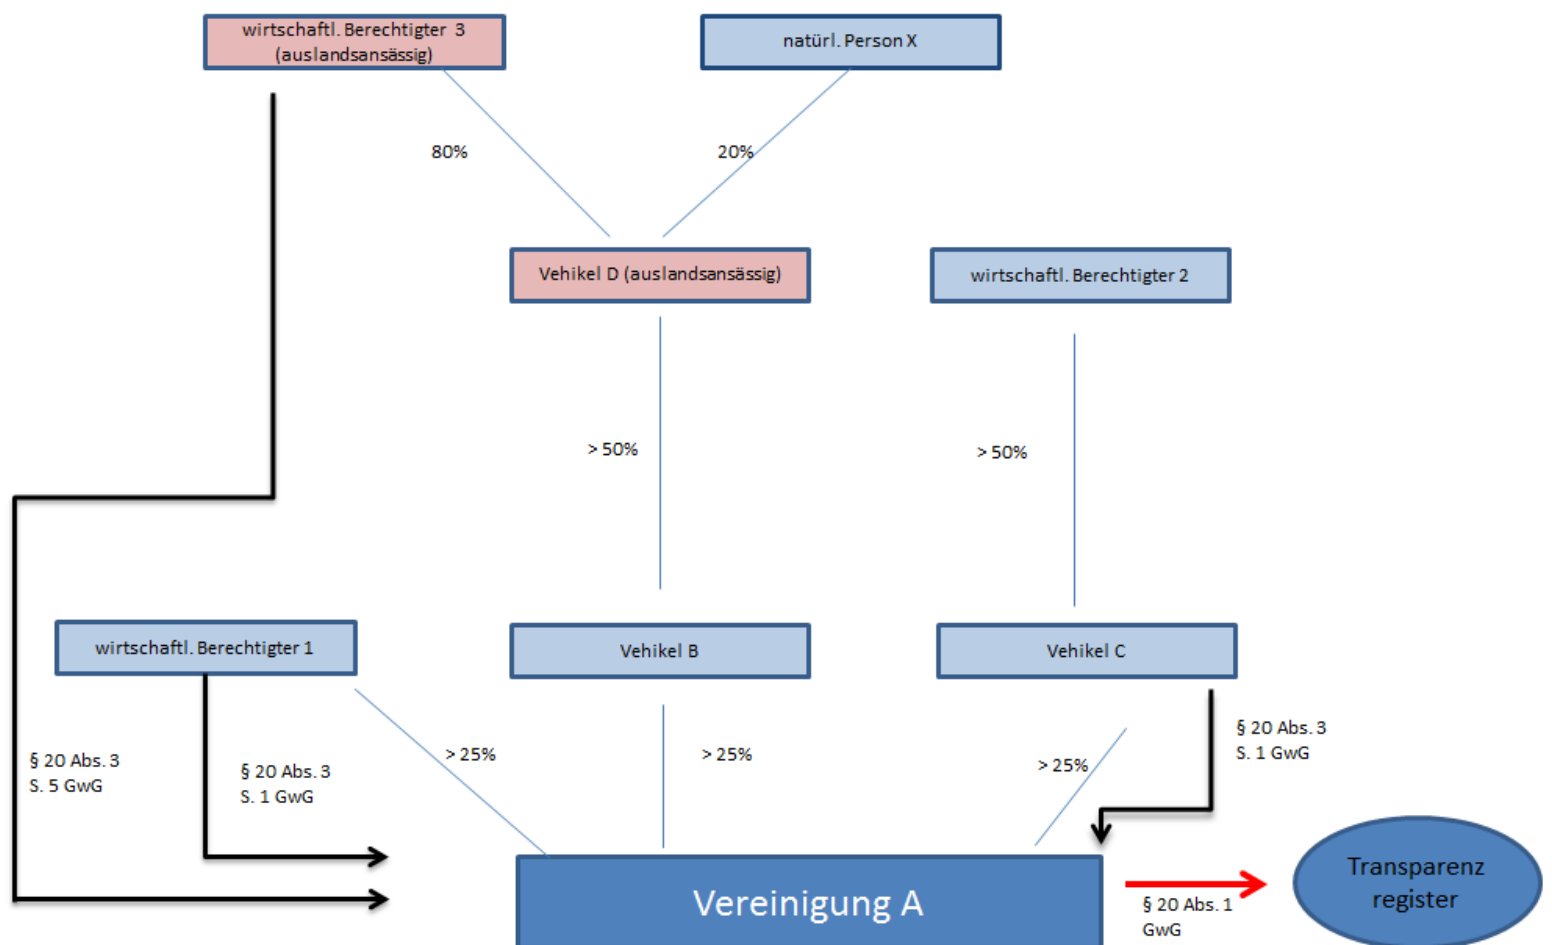 wirtschaftl. Berechtigter 3
(auslandsansässig)
natürl. Person X
80%
20%
Vehikel D (auslandsansässig)
wirtschaftl. Berechtigter 2
> 50%
> 50%
wirtschaftl. Berechtigter 1
Vehikel B
Vehikel C
§ 20 Abs. 3
S. 5 GwG
§ 20 Abs. 3
S. 1 GwG
> 25%
> 25%
> 25%
§ 20 Abs. 3
S. 1 GwG
Vereinigung A
§ 20 Abs. 1
GwG
Transparenz
register